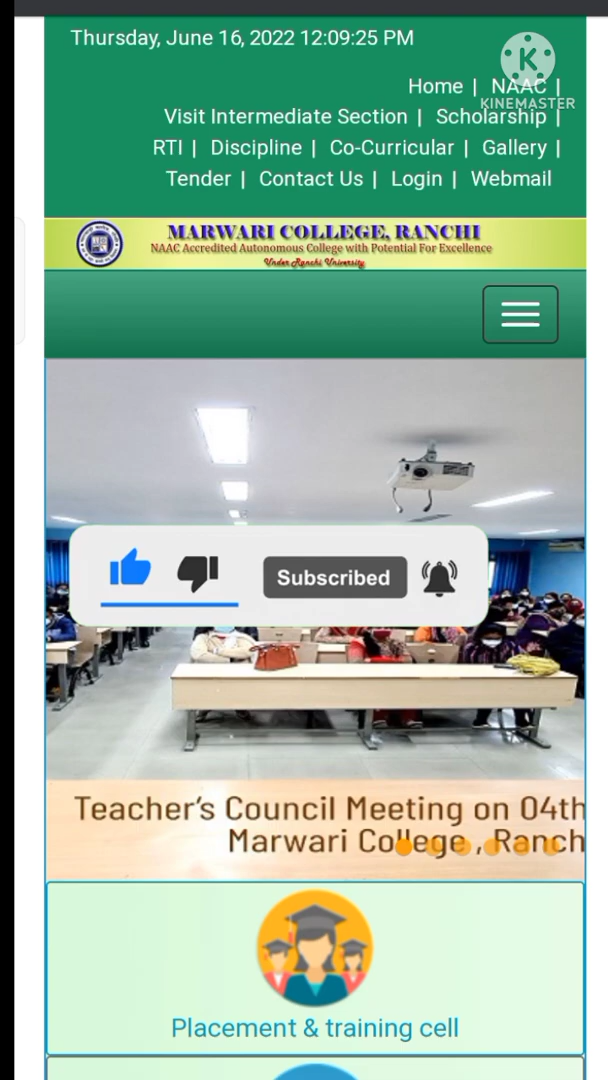 Thursday, June 16, 2022 12:09:25 PM
KINEMASTER
Home | NAAC |
Visit Intermediate Section | Scholarship |
RTI | Discipline | Co-Curricular | Gallery |
Tender | Contact Us | Login | Webmail
MARWARI COLLEGE, RANCHI
NAAC Accredited Autonomous College with Potential For Excellence
Under Ranchi University
Subscribed
Teacher's Council Meeting on 04th
Marwari College , Ranch
Placement & training cell